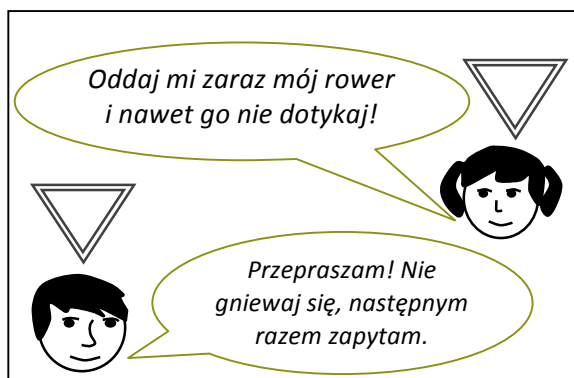 Oddaj mi zaraz mój rower
i nawet go nie dotykaj!
Przepraszam! Nie
gniewaj się, następnym
razem zapytam.